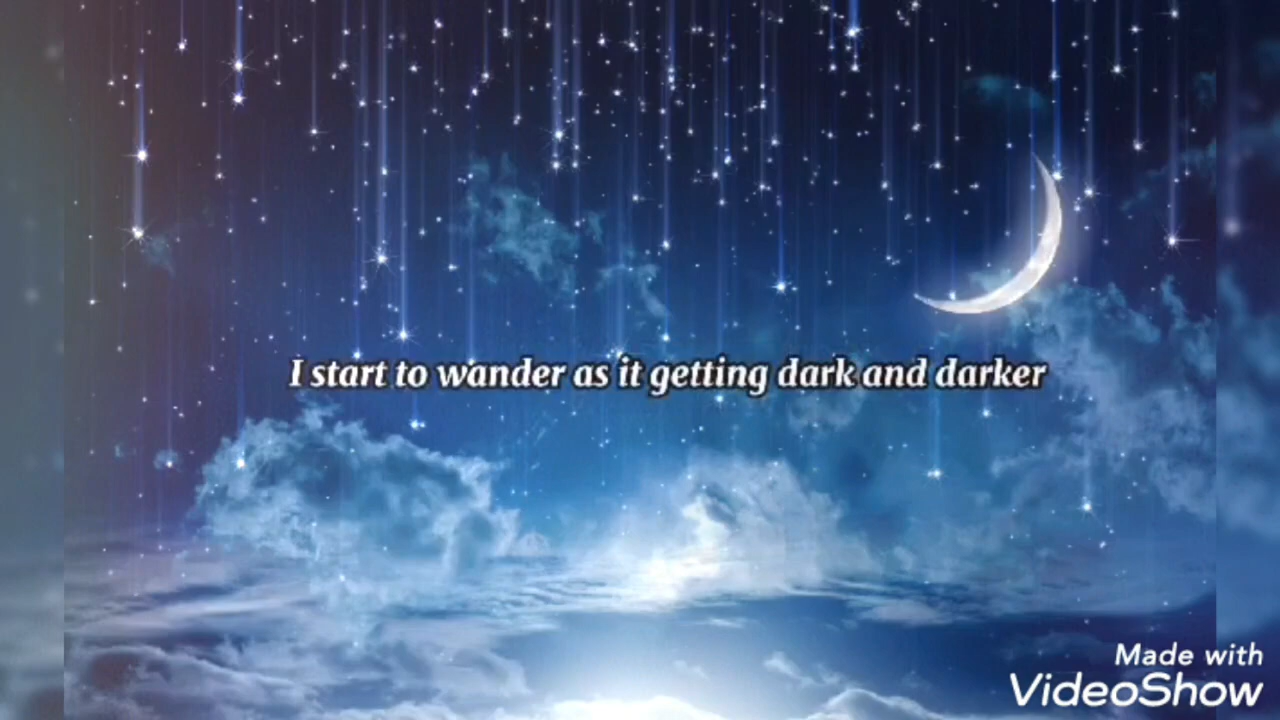 I start to wander as it getting dark and darker
Made with
VideoShow